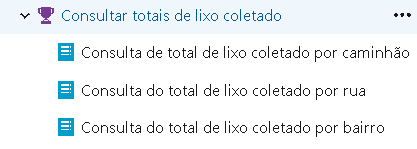 Consultar totais de lixo coletado
Consulta de total de lixo coletado por caminhão
Consulta do total de lixo coletado por rua
Consulta do total de lixo coletado por bairro